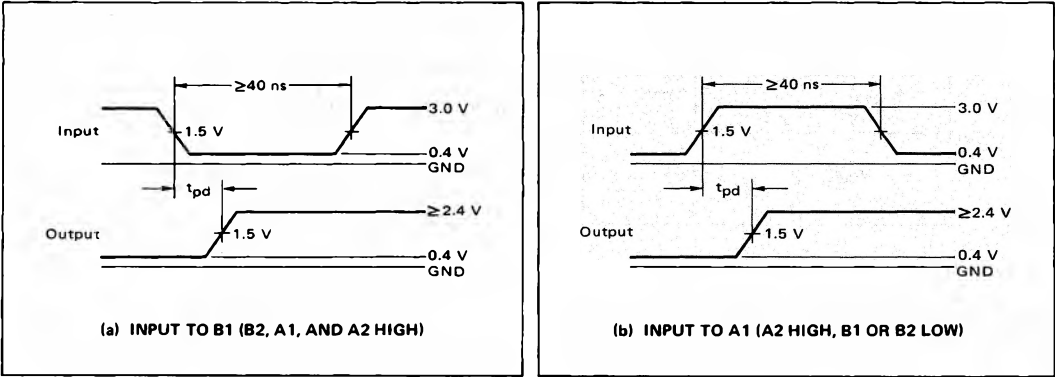 ≥40 ns
3.0 V
Input
1.5 V
0.4 V
GND
tpd
≥2.4 V
Output
1.5 V
0.4 V
GND
(a) INPUT TO B1 (B2, A1, AND A2 HIGH)
≥40 ns
3.0 V
Input
1.5 V
0.4 V
GND
tpd
≥2.4 V
Output
1.5 V
0.4 V
GND
(b) INPUT TO A1 (A2 HIGH, B1 OR B2 LOW)